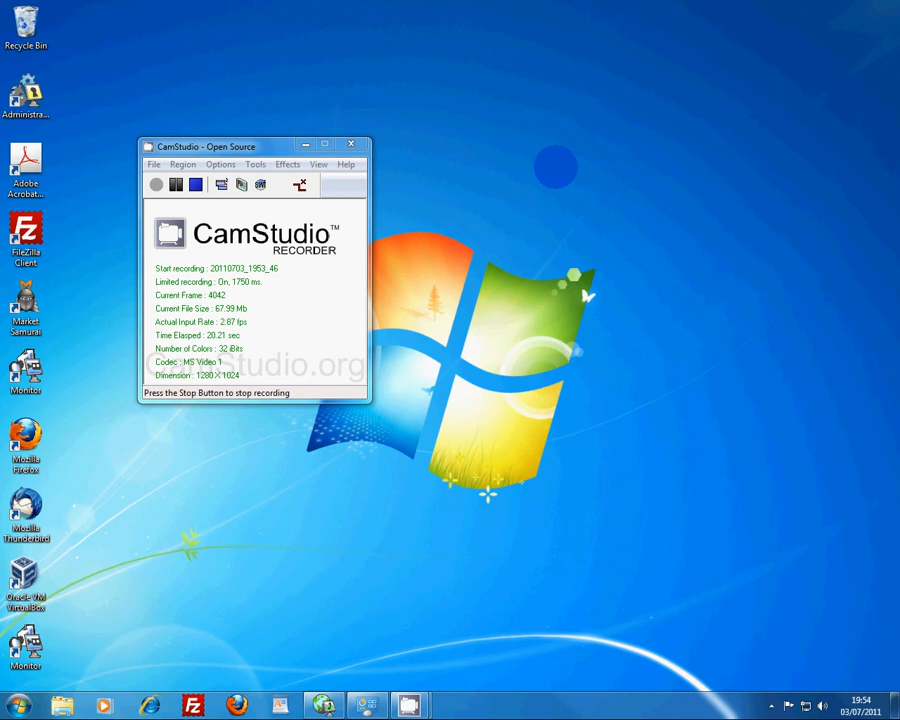 Recycle Bin
Administra...
Adobe
Acrobat...
FileZilla
Client
Market
Samurai
Monitor
Mozilla
Firefox
Mozilla
Thunderbird
Oracle VM
VirtualBox
Monitor
CamStudio - Open Source
File Region Options Tools Effects View Help
CamStudio™
RECORDER
Start recording : 20110703_1953_46
Limited recording : On, 1750 ms.
Current Frame : 4042
Current File Size : 67.99 Mb
Actual Input Rate : 2.87 fps
Time Elasped : 20.21 sec
Number of Colors : 32 Bits
CamStudio.org
Codec : MS Video 1
Dimension : 1280 X 1024
Press the Stop Button to stop recording
19:54
03/07/2011